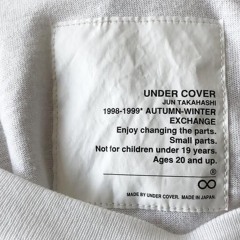 UNDER COVER
JUN TAKAHASHI
1998-1999* AUTUMN-WINTER
EXCHANGE
Enjoy changing the parts.
Small parts.
Not for children under 19 years.
Ages 20 and up.
®
∞
MADE BY UNDER COVER. MADE IN JAPAN.